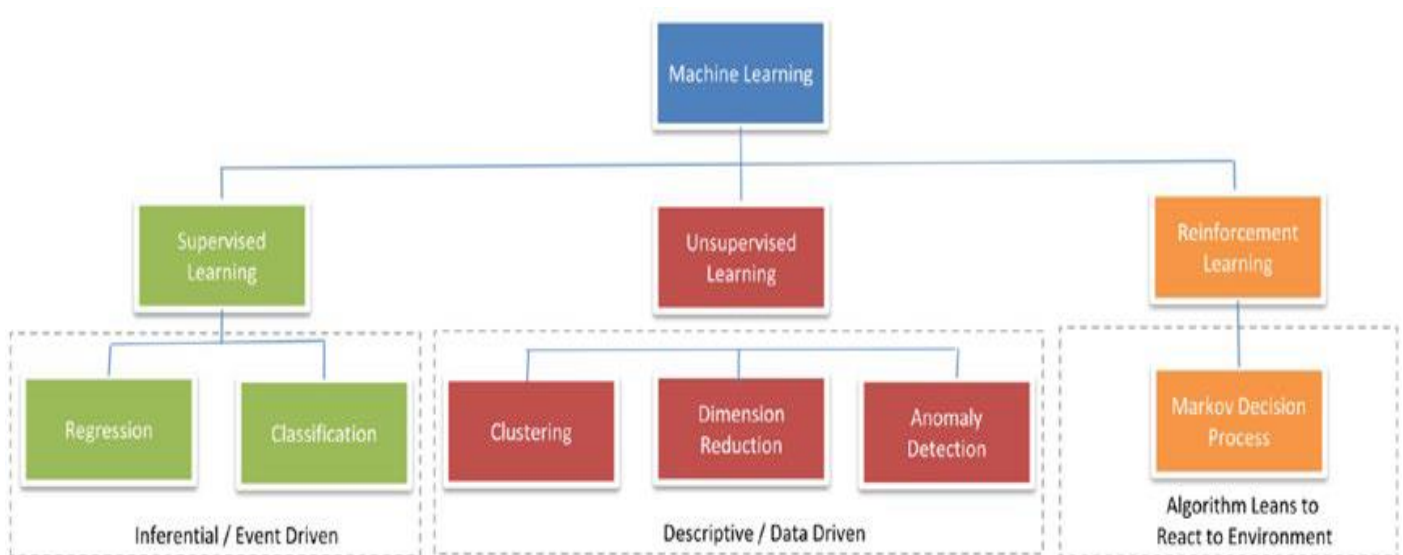 Machine Learning
Supervised
Learning
Unsupervised
Learning
Reinforcement
Learning
Regression
Classification
Clustering
Dimension
Reduction
Anomaly
Detection
Markov Decision
Process
Inferential / Event Driven
Descriptive / Data Driven
Algorithm Leans to
React to Environment